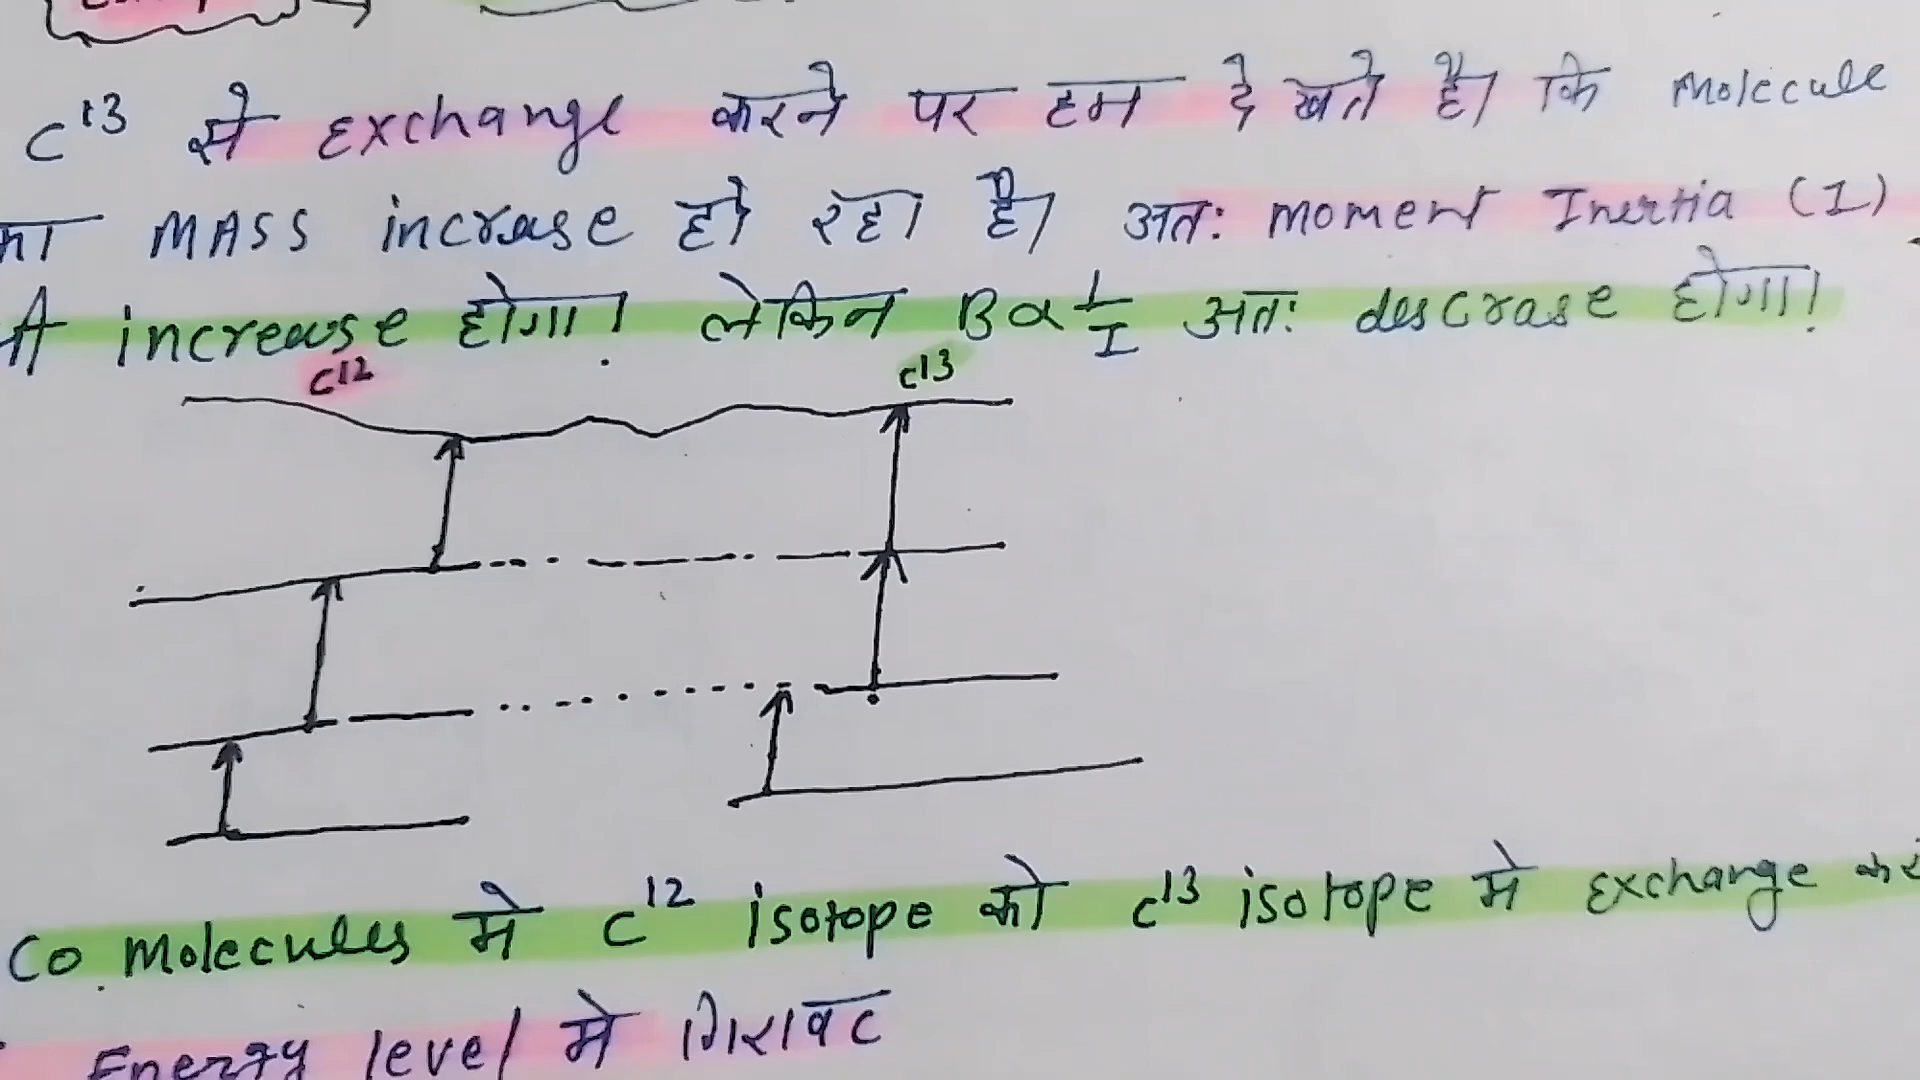 C¹³ से exchange करने पर हम देखते है। कि Molecule
का MASS increase हो रहा है। अतः moment Inertia (I)
A increause होगा। लेकिन B α 1/I अतः descrase होगा।
C¹²
C¹³
CO Molecules मे C¹² isotope को C¹³ isotope मे exchange
Energy level मे गिरावट